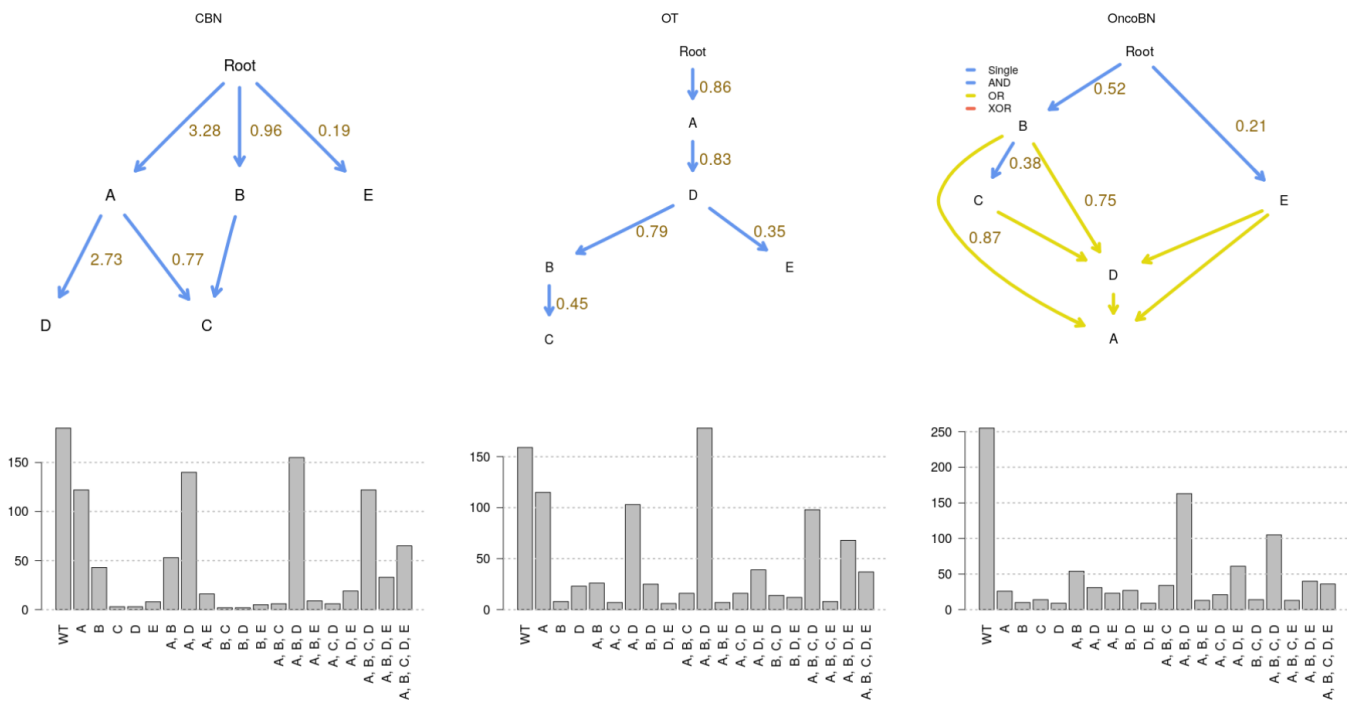 CBN
Root
3.28
0.96
0.19
A
B
E
2.73
0.77
D
C
OT
Root
0.86
A
0.83
D
0.79
0.35
B
E
0.45
C
OncoBN
Root
Single
AND
OR
XOR
0.52
0.21
B
0.38
C
0.75
E
0.87
D
A
150
100
50
0
WT
A
B
C
D
E
A, B
A, D
A, E
B, C
B, D
B, E
A, B, C
A, B, D
A, B, E
A, C, D
A, D, E
A, B, C, D
A, B, D, E
A, B, C, D, E
150
100
50
0
WT
A
B
D
A, B
A, C
A, D
B, D
D, E
A, B, C
A, B, D
A, B, E
A, C, D
A, D, E
B, C, D
B, D, E
A, B, C, D
A, B, C, E
A, B, D, E
A, B, C, D, E
250
200
150
100
50
0
WT
A
B
C
D
A, B
A, D
A, E
B, D
D, E
A, B, C
A, B, D
A, B, E
A, C, D
A, D, E
B, C, D
A, B, C, D
A, B, C, E
A, B, D, E
A, B, C, D, E